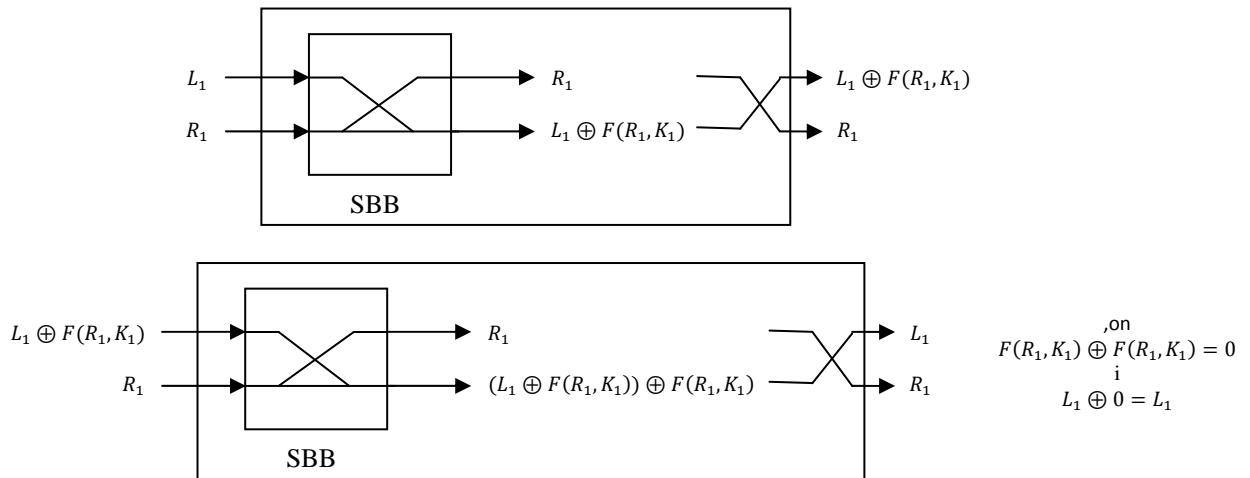 L₁ R₁ L₁ ⊕ F(R₁, K₁)
R₁ L₁ ⊕ F(R₁, K₁) R₁
SBB
L₁ ⊕ F(R₁, K₁) R₁ L₁
R₁ (L₁ ⊕ F(R₁, K₁)) ⊕ F(R₁, K₁) R₁
SBB
,on
F(R₁, K₁) ⊕ F(R₁, K₁) = 0
i
L₁ ⊕ 0 = L₁